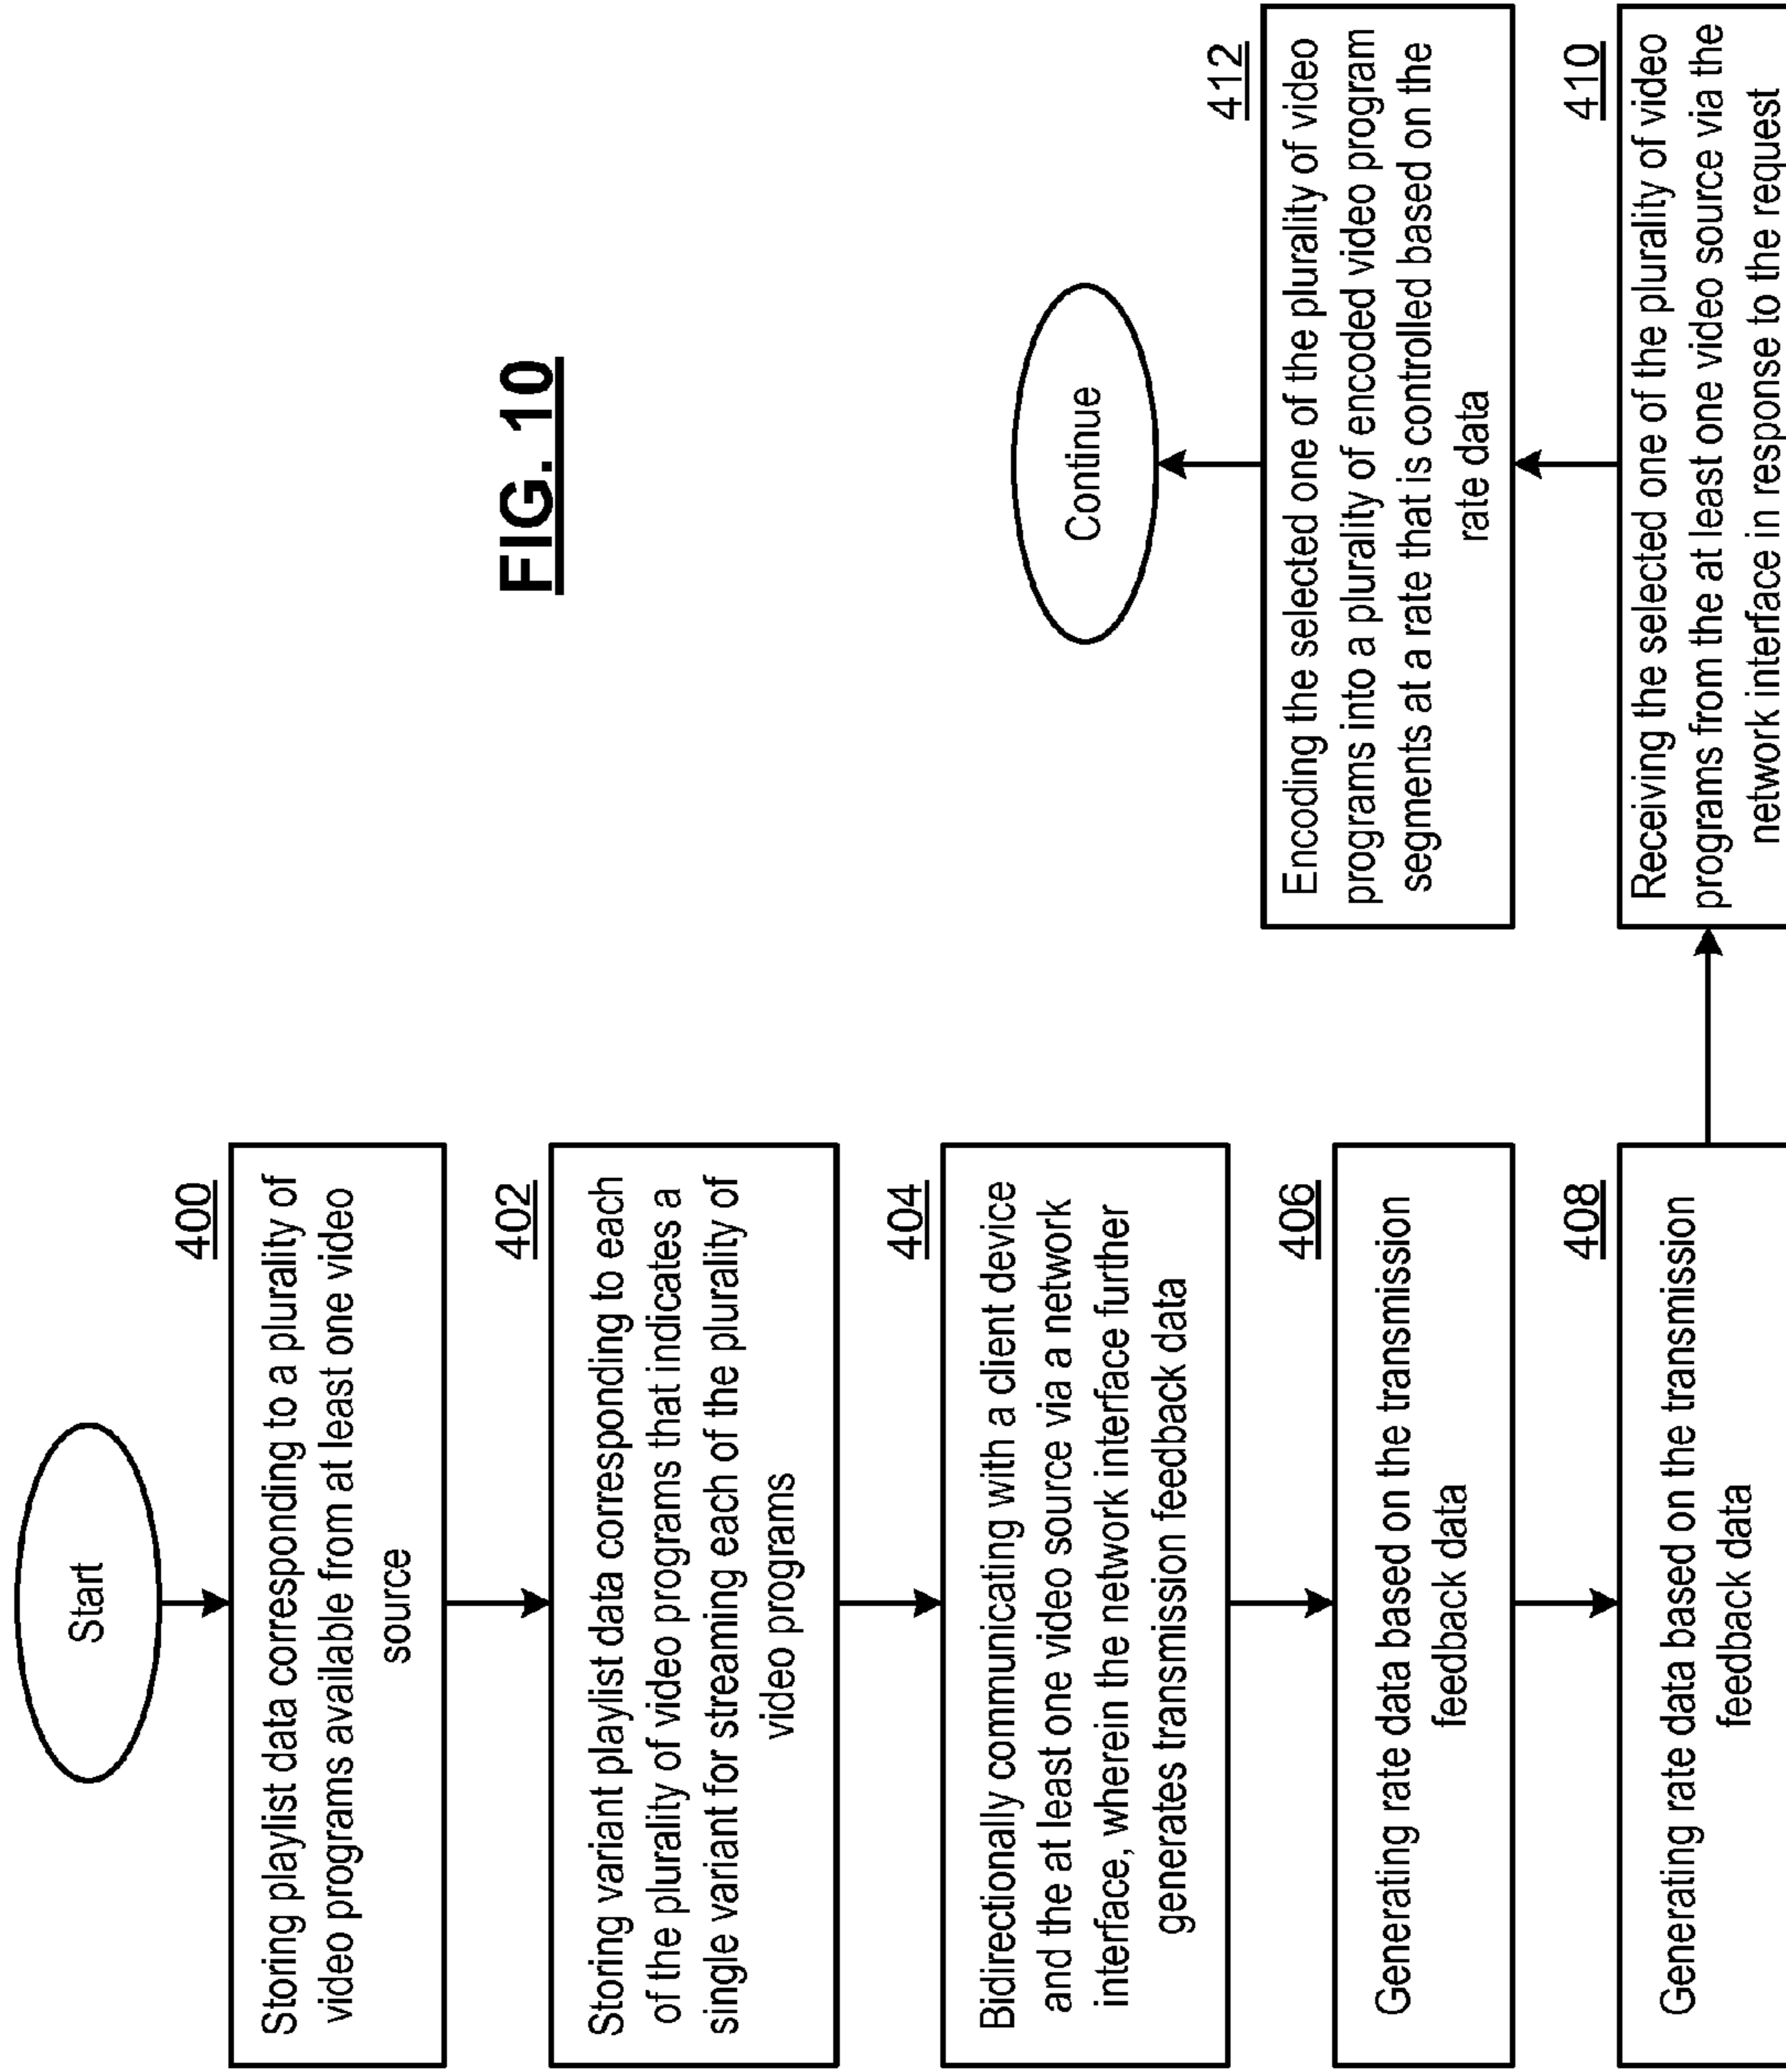 Start
400
Storing playlist data corresponding to a plurality of
video programs available from at least one video
source
402
Storing variant playlist data corresponding to each
of the plurality of video programs that indicates a
single variant for streaming each of the plurality of
video programs
404
Bidirectionally communicating with a client device
and the at least one video source via a network
interface, wherein the network interface further
generates transmission feedback data
406
Generating rate data based on the transmission
feedback data
408
Generating rate data based on the transmission
feedback data
410
Receiving the selected one of the plurality of video
programs from the at least one video source via the
network interface in response to the request
412
Encoding the selected one of the plurality of video
programs into a plurality of encoded video program
segments at a rate that is controlled based on the
rate data
Continue
FIG. 10